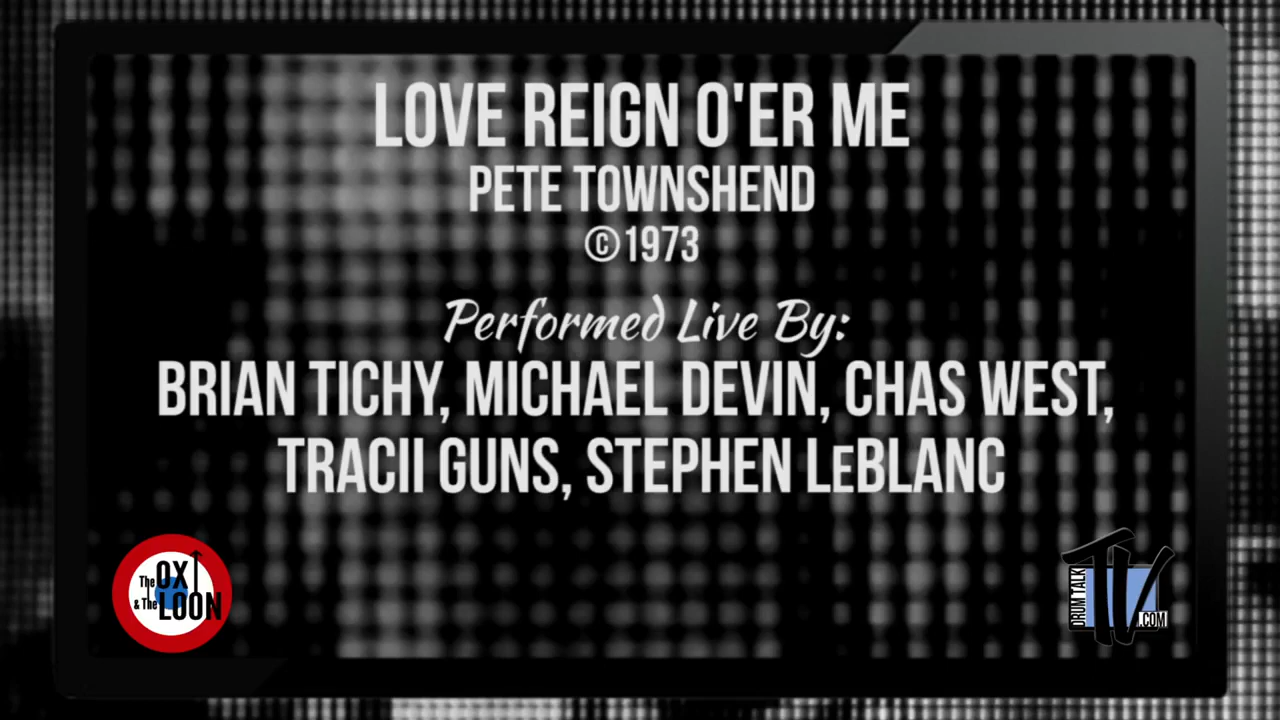 LOVE REIGN O'ER ME
PETE TOWNSHEND
©1973
Performed Live By:
BRIAN TICHY, MICHAEL DEVIN, CHAS WEST,
TRACII GUNS, STEPHEN LEBLANC
The OX
& The LOON
DRUM TALK
TV
.COM